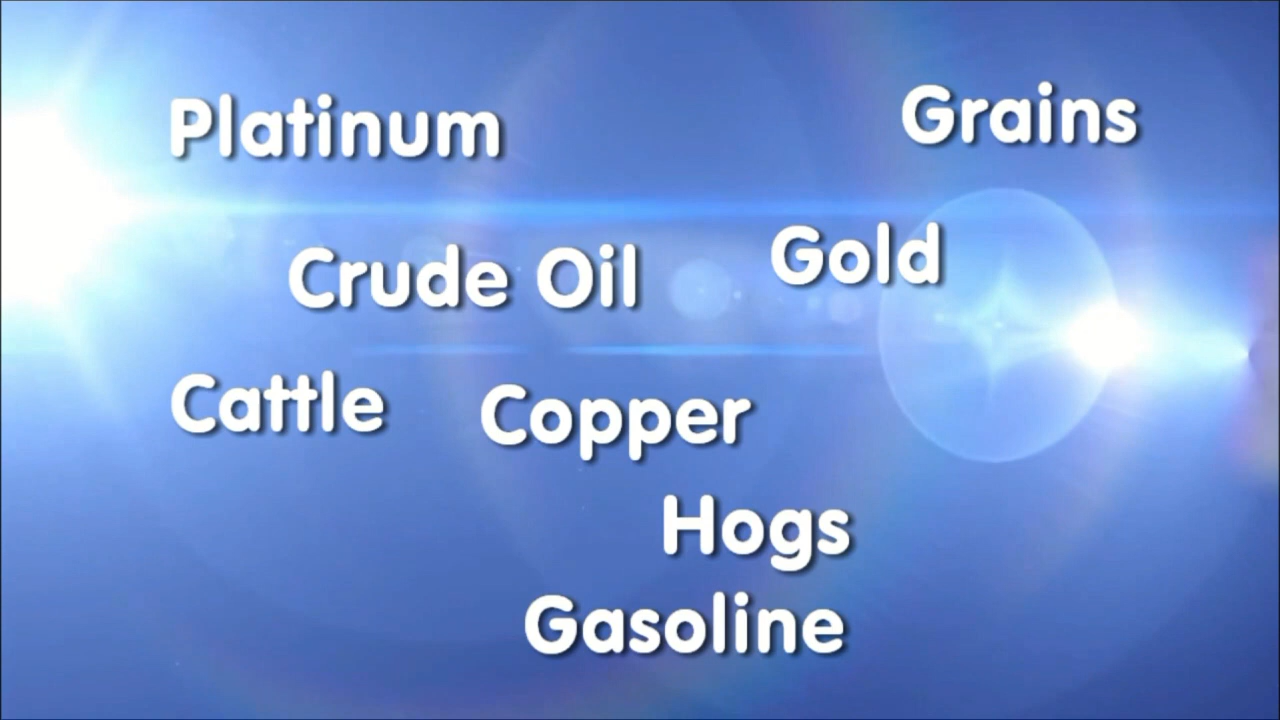 Platinum
Grains
Crude Oil
Gold
Cattle
Copper
Hogs
Gasoline